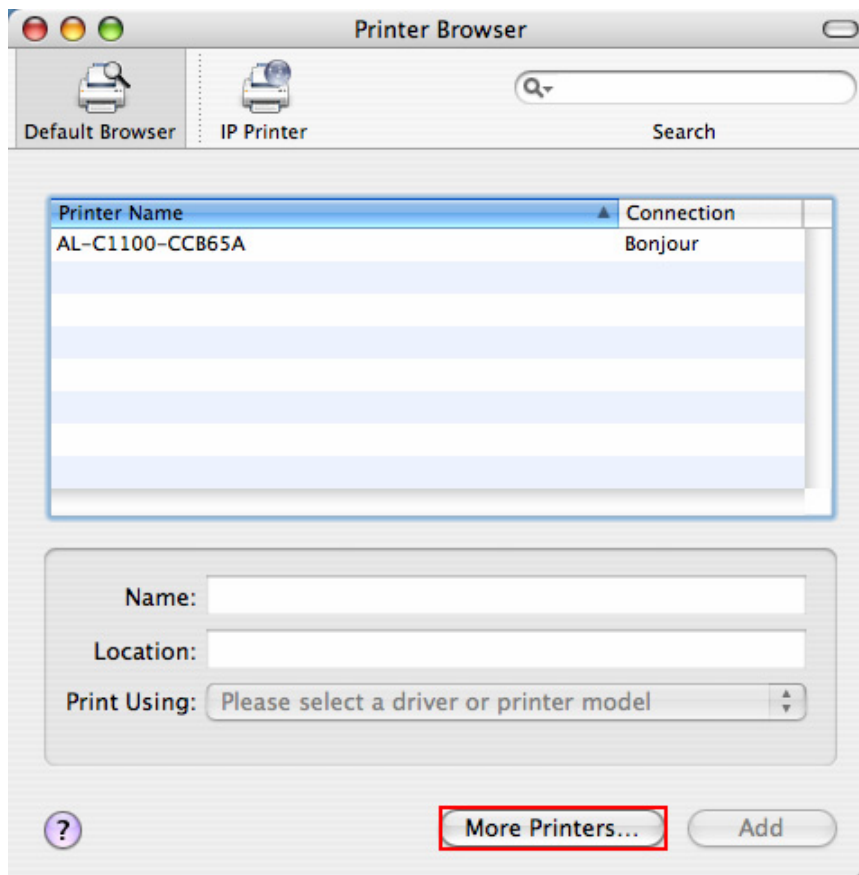 Printer Browser
Default Browser
IP Printer
Search
Printer Name Connection
AL-C1100-CCB65A Bonjour
Name:
Location:
Print Using: Please select a driver or printer model
? More Printers... Add